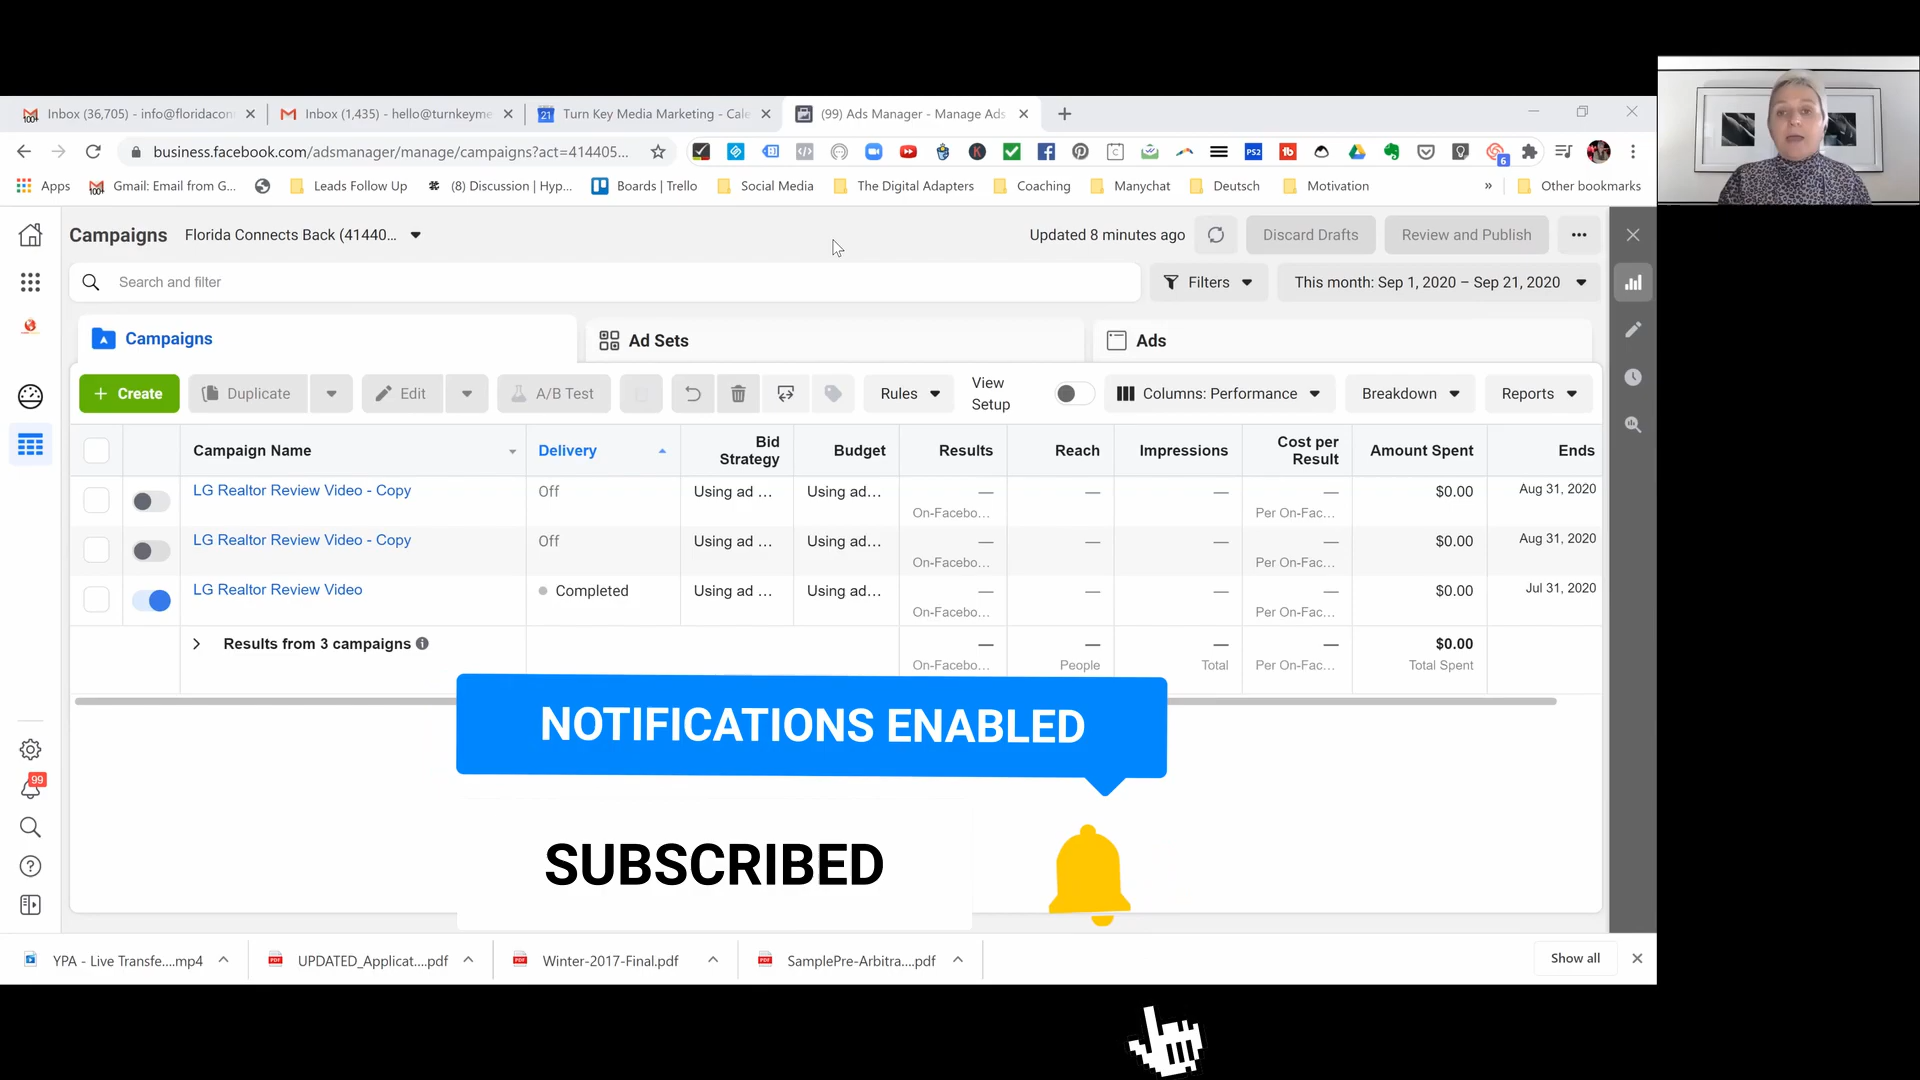 Inbox (36,705) - info@floridacon
Inbox (1,435) - hello@turnkeyme
21
Turn Key Media Marketing - Cale
(99) Ads Manager - Manage Ads
business.facebook.com/adsmanager/manage/campaigns?act=414405...
PS2
6
Apps
Gmail: Email from G...
Leads Follow Up
(8) Discussion | Hyp...
Boards | Trello
Social Media
The Digital Adapters
Coaching
Manychat
Deutsch
Motivation
»
Other bookmarks
Campaigns
Florida Connects Back (41440...
Updated 8 minutes ago
Discard Drafts
Review and Publish
Search and filter
Filters
This month: Sep 1, 2020 – Sep 21, 2020
Campaigns
Ad Sets
Ads
+ Create
Duplicate
Edit
A/B Test
Rules
View Setup
Columns: Performance
Breakdown
Reports
Campaign Name
Delivery
Bid Strategy
Budget
Results
Reach
Impressions
Cost per Result
Amount Spent
Ends
LG Realtor Review Video - Copy
Off
Using ad ...
Using ad...
—
On-Facebo...
—
—
—
Per On-Fac...
$0.00
Aug 31, 2020
LG Realtor Review Video - Copy
Off
Using ad ...
Using ad...
—
On-Facebo...
—
—
—
Per On-Fac...
$0.00
Aug 31, 2020
LG Realtor Review Video
Completed
Using ad ...
Using ad...
—
On-Facebo...
—
—
—
Per On-Fac...
$0.00
Jul 31, 2020
Results from 3 campaigns
—
On-Facebo...
—
People
—
Total
—
Per On-Fac...
$0.00
Total Spent
NOTIFICATIONS ENABLED
SUBSCRIBED
99
YPA - Live Transfe....mp4
UPDATED_Applicat....pdf
Winter-2017-Final.pdf
SamplePre-Arbitra....pdf
Show all